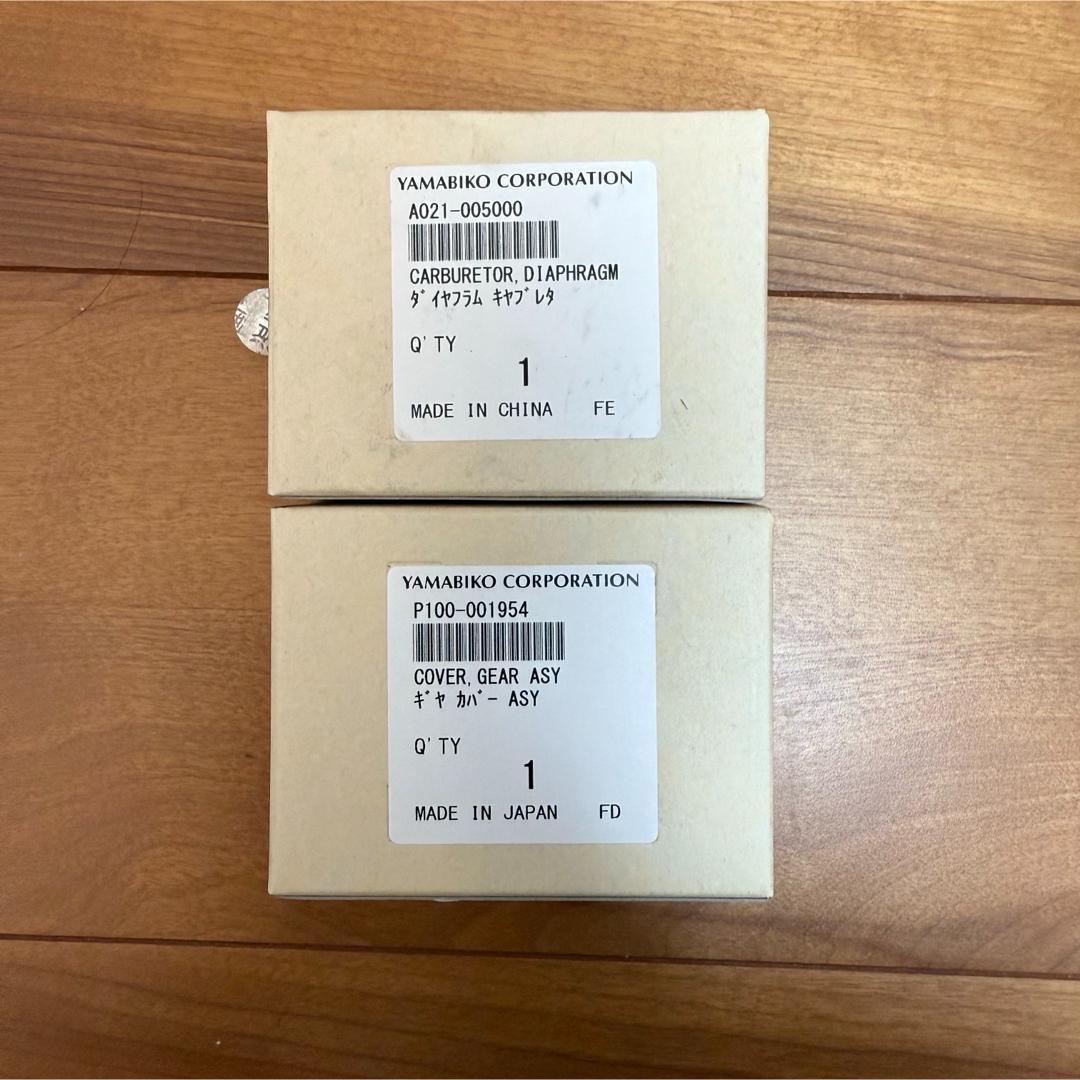 YAMABIKO CORPORATION
A021-005000
CARBURETOR, DIAPHRAGM
ﾀﾞｲﾔﾌﾗﾑ ｷﾔﾌﾞﾚﾀ
Q'TY
1
MADE IN CHINA FE
YAMABIKO CORPORATION
P100-001954
COVER, GEAR ASY
ｷﾞﾔ ｶﾊﾞｰ ASY
Q'TY
1
MADE IN JAPAN FD